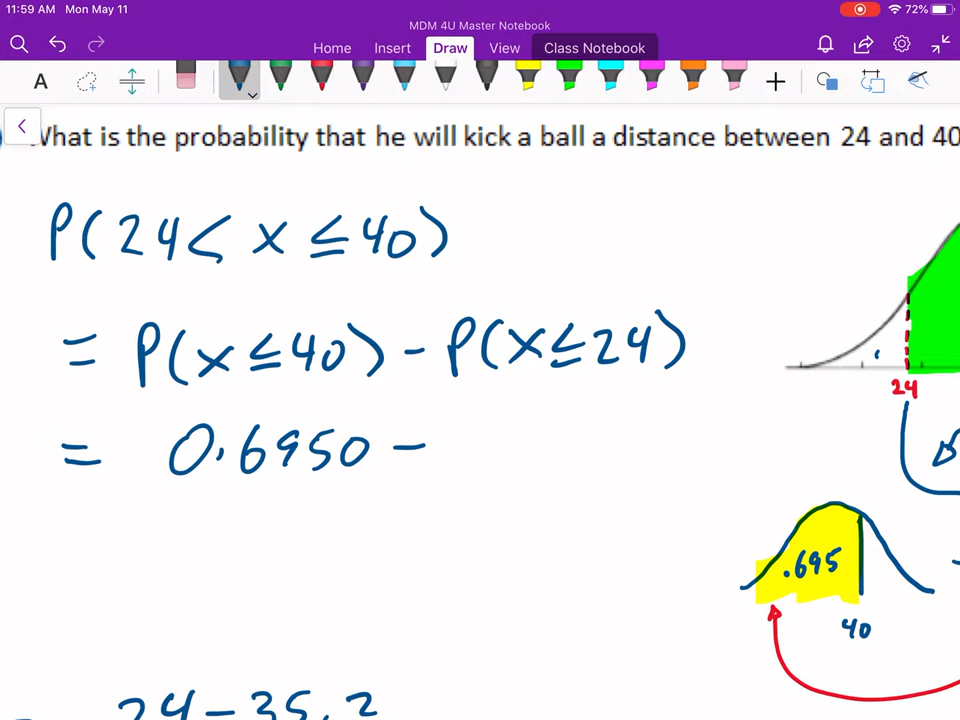 11:59 AM Mon May 11
72%
MDM 4U Master Notebook
Home Insert Draw View Class Notebook
A
What is the probability that he will kick a ball a distance between 24 and 40
P(24 < x ≤ 40)
= P(x ≤ 40) - P(x ≤ 24)
24
= 0.6950 -
.695
40
24 - 35.2